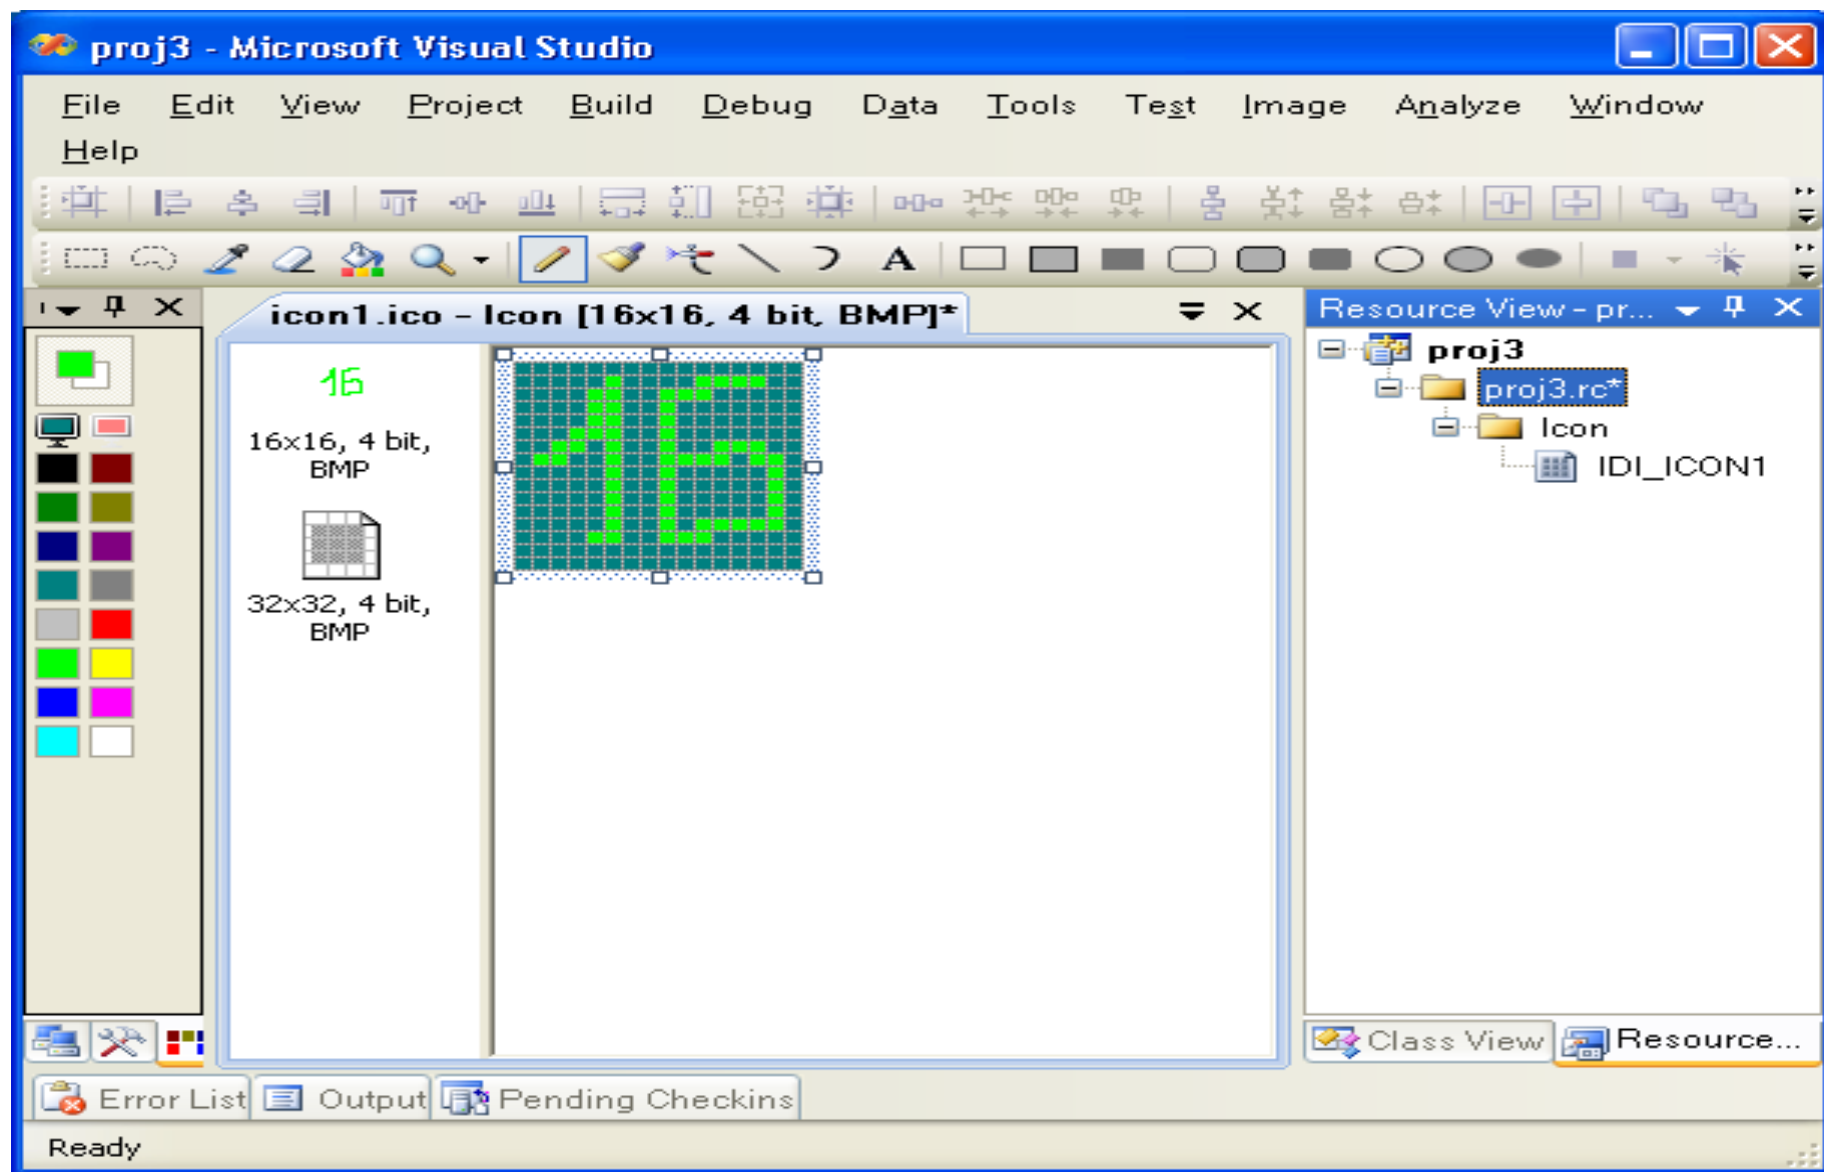 proj3 - Microsoft Visual Studio
File Edit View Project Build Debug Data Tools Test Image Analyze Window
Help
A
icon1.ico - Icon [16x16, 4 bit, BMP]*
16
16x16, 4 bit,
BMP
32x32, 4 bit,
BMP
16
Resource View - pr...
proj3
proj3.rc*
Icon
IDI_ICON1
Class View Resource...
Error List Output Pending Checkins
Ready